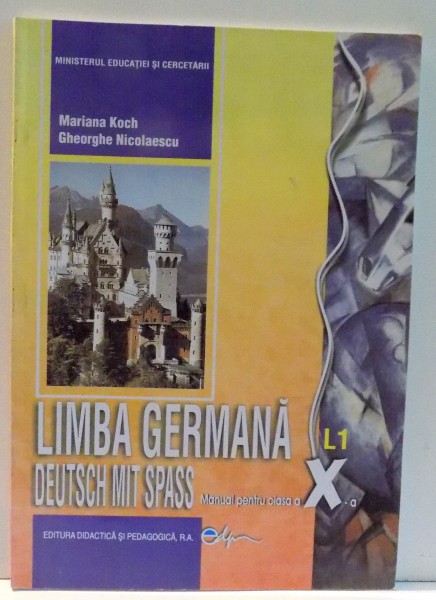 MINISTERUL EDUCAȚIEI ȘI CERCETĂRII
Mariana Koch
Gheorghe Nicolaescu
LIMBA GERMANĂ
L1
DEUTSCH MIT SPASS
Manual pentru clasa a X-a
EDITURA DIDACTICĂ ȘI PEDAGOGICĂ, R.A. edp